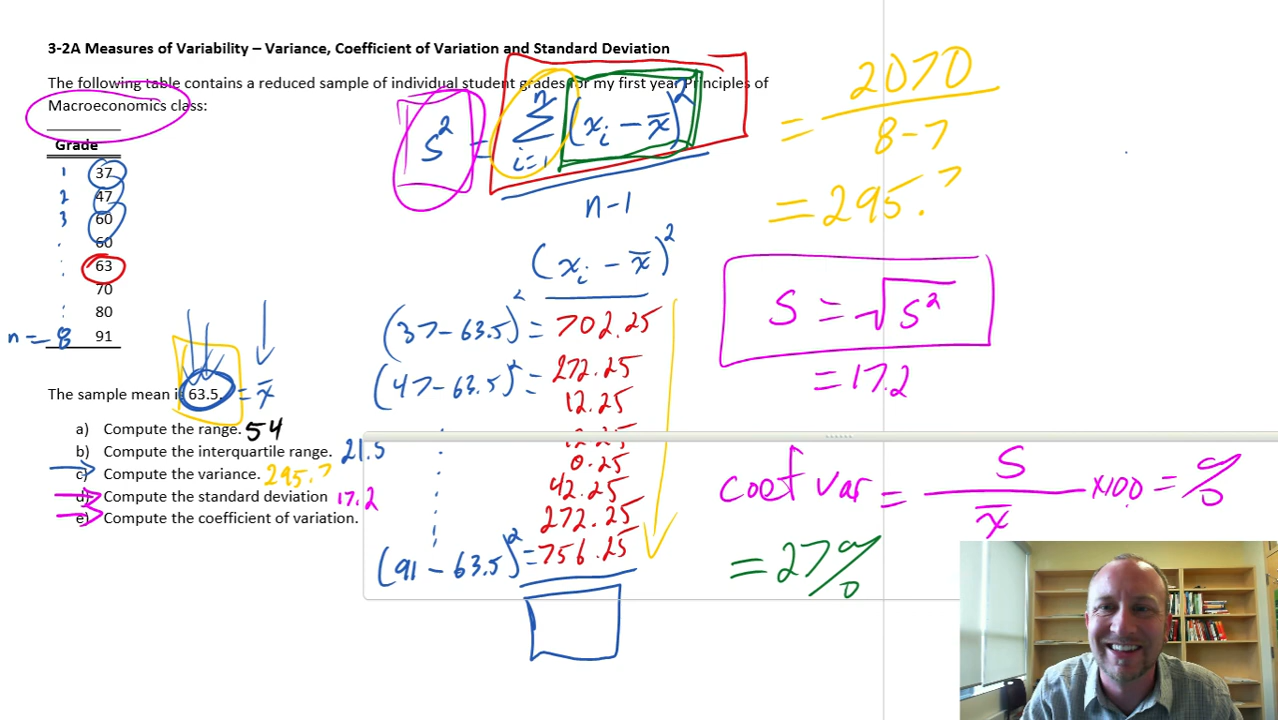 3-2A Measures of Variability – Variance, Coefficient of Variation and Standard Deviation
The following table contains a reduced sample of individual student grades for my first year Principles of
Macroeconomics class:
Grade
1 37
2 47
3 60
. 60
: 63
70
: 80
n = 8 91
s² = Σ (xᵢ − x̄)²
n
i=1
n−1
= 2070
8−7
= 295.7
(xᵢ − x̄)²
(37−63.5)² = 702.25
(47−63.5)² = 272.25
12.25
12.25
0.25
42.25
272.25
(91−63.5)² = 756.25
S = √S²
= 17.2
The sample mean is 63.5. = x̄
a) Compute the range. 54
b) Compute the interquartile range. 21.5
c) Compute the variance. 295.7
d) Compute the standard deviation 17.2
e) Compute the coefficient of variation.
coef var = S
x̄
×100 = %
= 27%